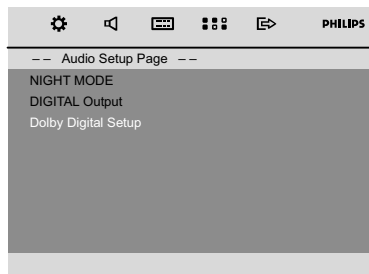 PHILIPS
-- Audio Setup Page --
NIGHT MODE
DIGITAL Output
Dolby Digital Setup